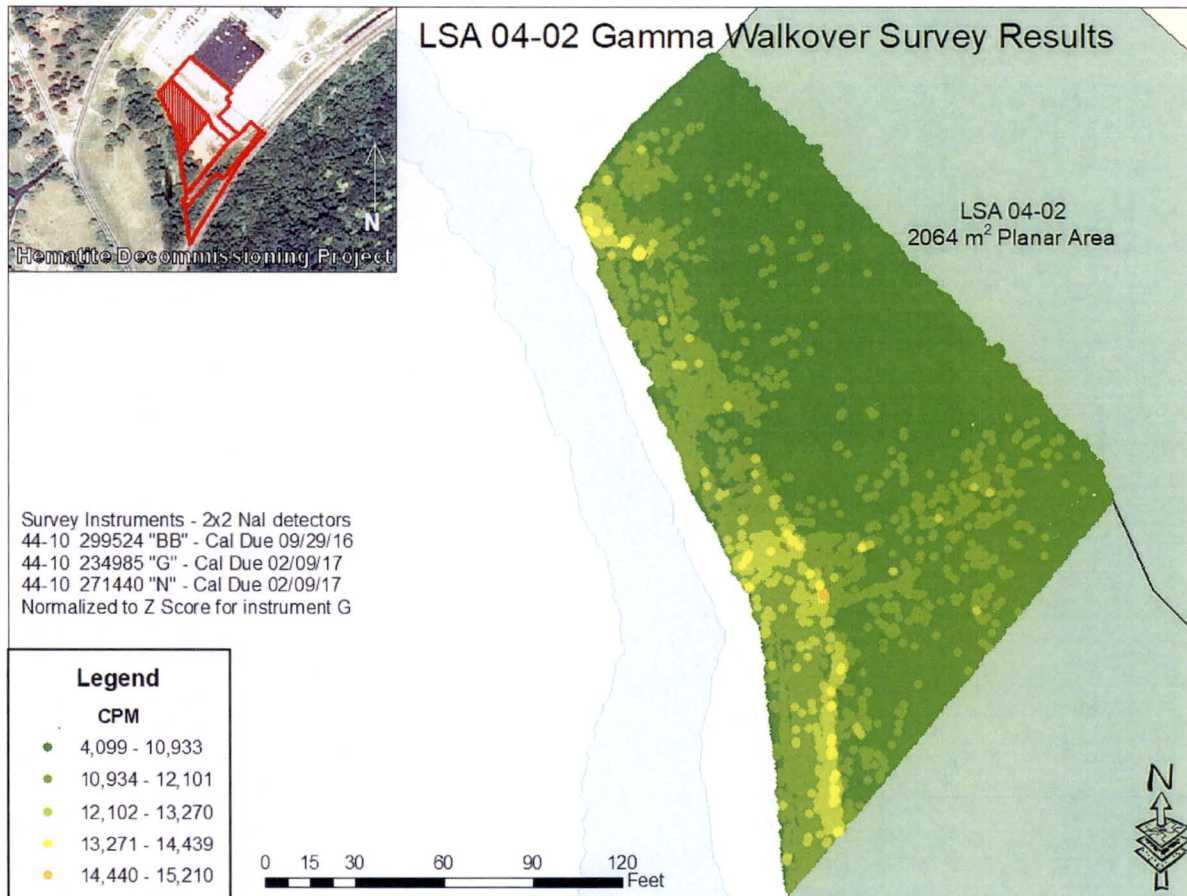 LSA 04-02 Gamma Walkover Survey Results
N
Hematite Decommissioning Project
LSA 04-02
2064 m² Planar Area
Survey Instruments - 2x2 NaI detectors
44-10 299524 "BB" - Cal Due 09/29/16
44-10 234985 "G" - Cal Due 02/09/17
44-10 271440 "N" - Cal Due 02/09/17
Normalized to Z Score for instrument G
Legend
CPM
4,099 - 10,933
10,934 - 12,101
12,102 - 13,270
13,271 - 14,439
14,440 - 15,210
0 15 30 60 90 120
Feet
N